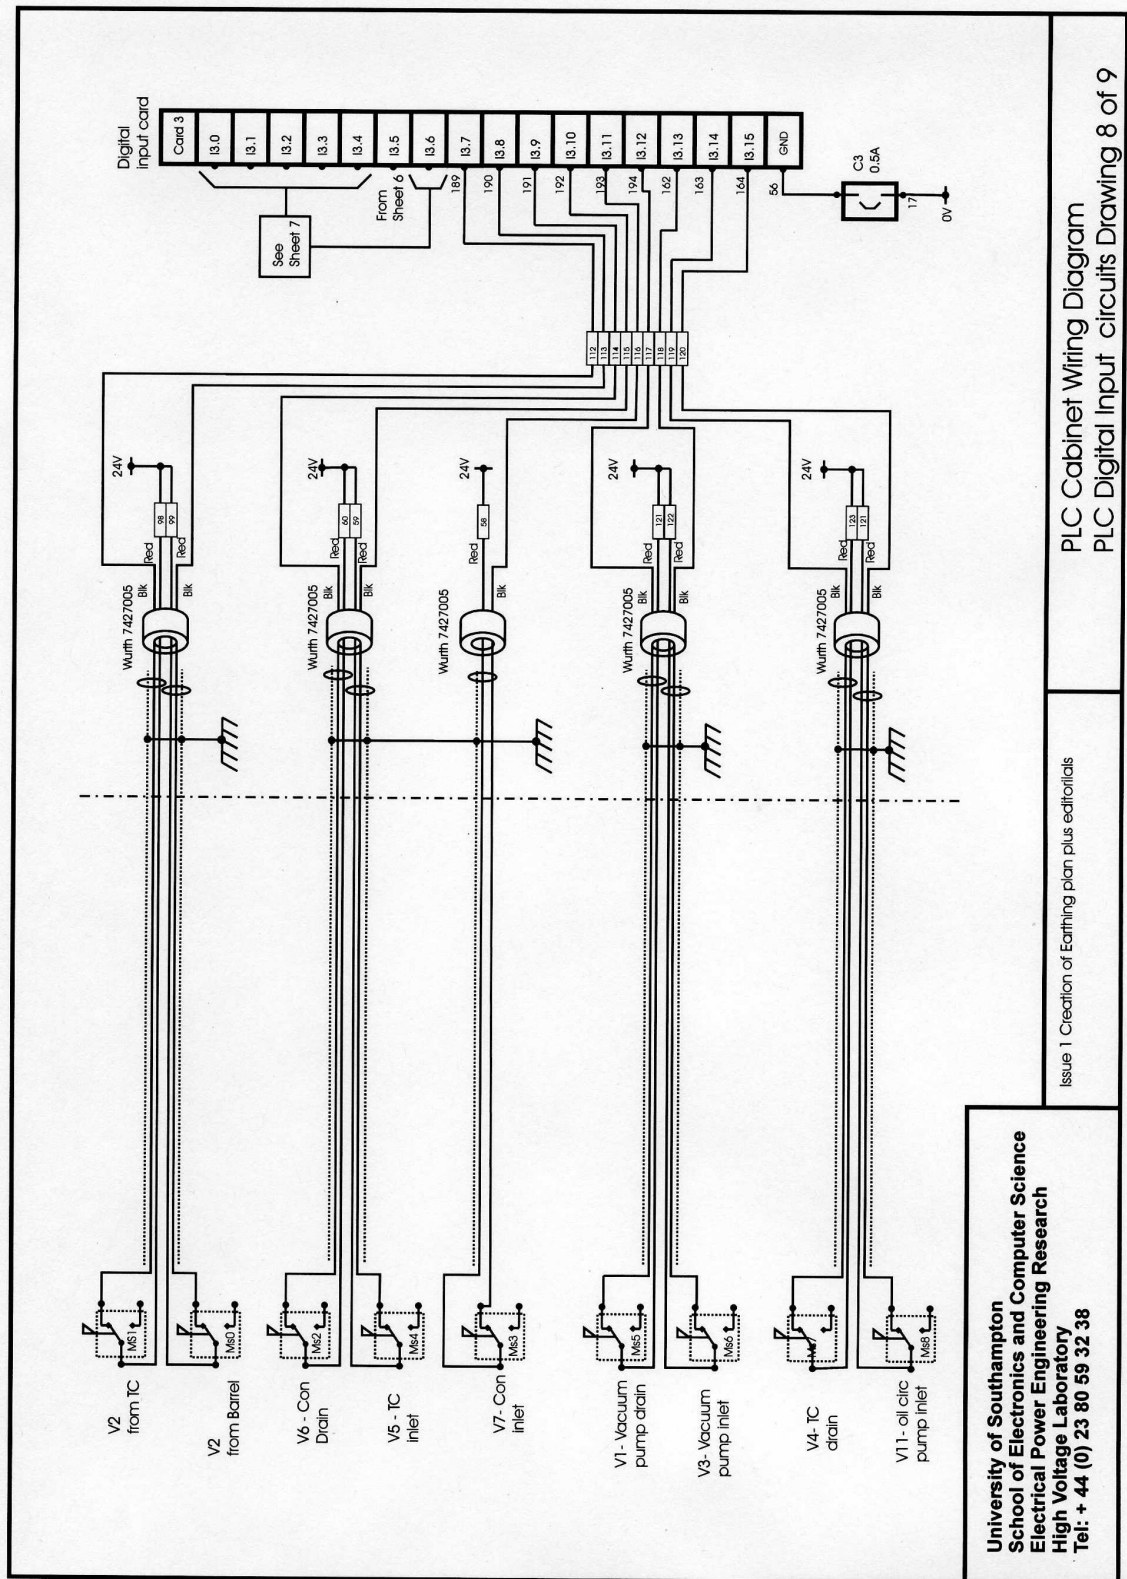 Digital
input card
Card 3
I3.0
I3.1
I3.2
I3.3
I3.4
I3.5
I3.6
I3.7
I3.8
I3.9
I3.10
I3.11
I3.12
I3.13
I3.14
I3.15
GND
See
Sheet 7
From
Sheet 6
189
190
191
192
193
194
162
163
164
56
C3
0.5A
17
0V
112
113
114
115
116
117
118
119
120
24V
98
99
Red
Red
Blk
Blk
Wurth 7427005
24V
60
59
Red
Red
Blk
Blk
Wurth 7427005
24V
58
Red
Blk
Wurth 7427005
24V
121
122
Red
Red
Blk
Blk
Wurth 7427005
24V
123
121
Red
Red
Blk
Blk
Wurth 7427005
MS1
V2
from TC
Ms0
V2
from Barrel
Ms2
V6 - Con
Drain
Ms4
V5 - TC
inlet
Ms3
V7- Con
inlet
Ms5
V1- Vacuum
pump drain
Ms6
V3- Vacuum
pump inlet
Ms7
V4- TC
drain
Ms8
V11- oil circ
pump inlet
University of Southampton
School of Electronics and Computer Science
Electrical Power Engineering Research
High Voltage Laboratory
Tel: + 44 (0) 23 80 59 32 38
Issue 1 Creation of Earthing plan plus editorilals
PLC Cabinet Wiring Diagram
PLC Digital Input circuits Drawing 8 of 9